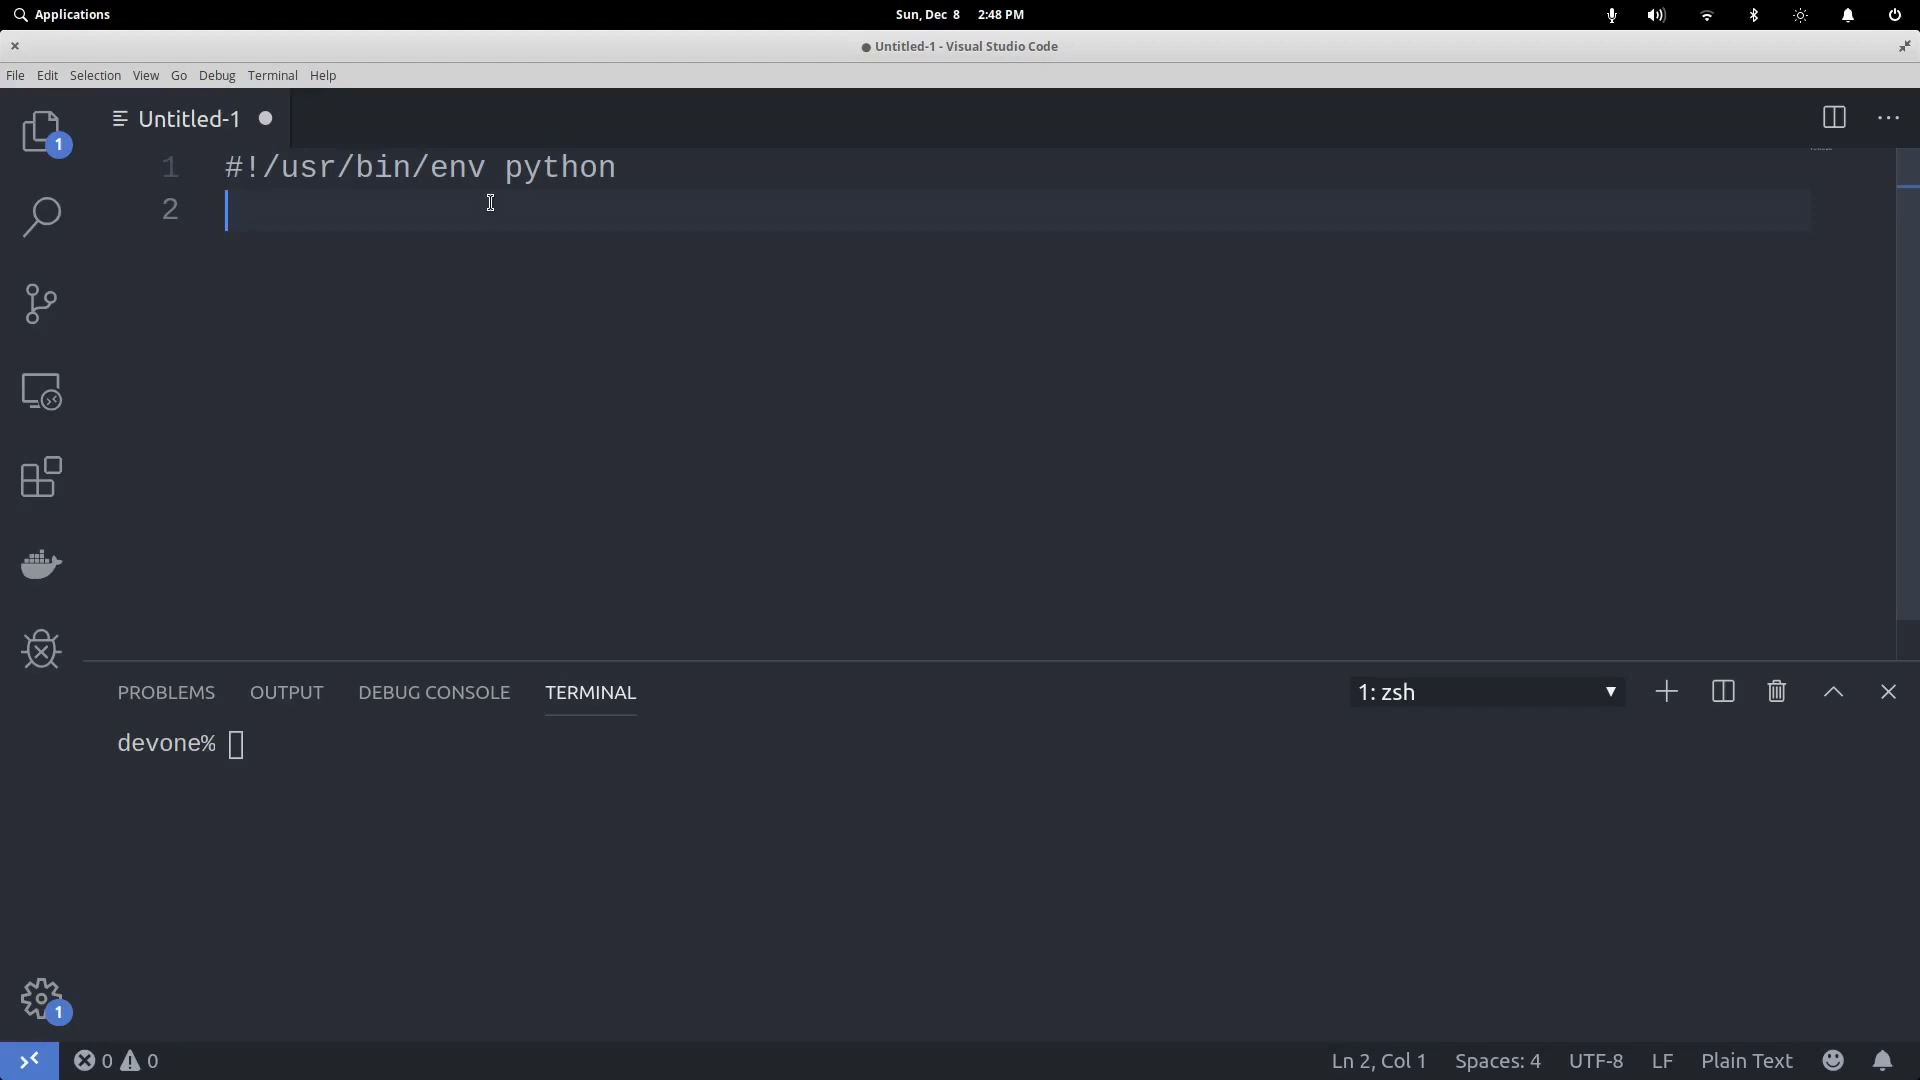 Applications
Sun, Dec 8 2:48 PM
● Untitled-1 - Visual Studio Code
File Edit Selection View Go Debug Terminal Help
Untitled-1
1
1 #!/usr/bin/env python
2
PROBLEMS OUTPUT DEBUG CONSOLE TERMINAL
1: zsh
devone%
1
0 0
Ln 2, Col 1 Spaces: 4 UTF-8 LF Plain Text